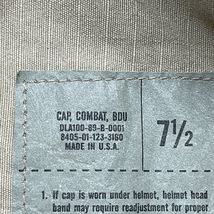 CAP, COMBAT, BDU
DLA100-89-B-0001
8405-01-123-3160
MADE IN U.S.A.
7½
1. If cap is worn under helmet, helmet head
band may require readjustment for proper